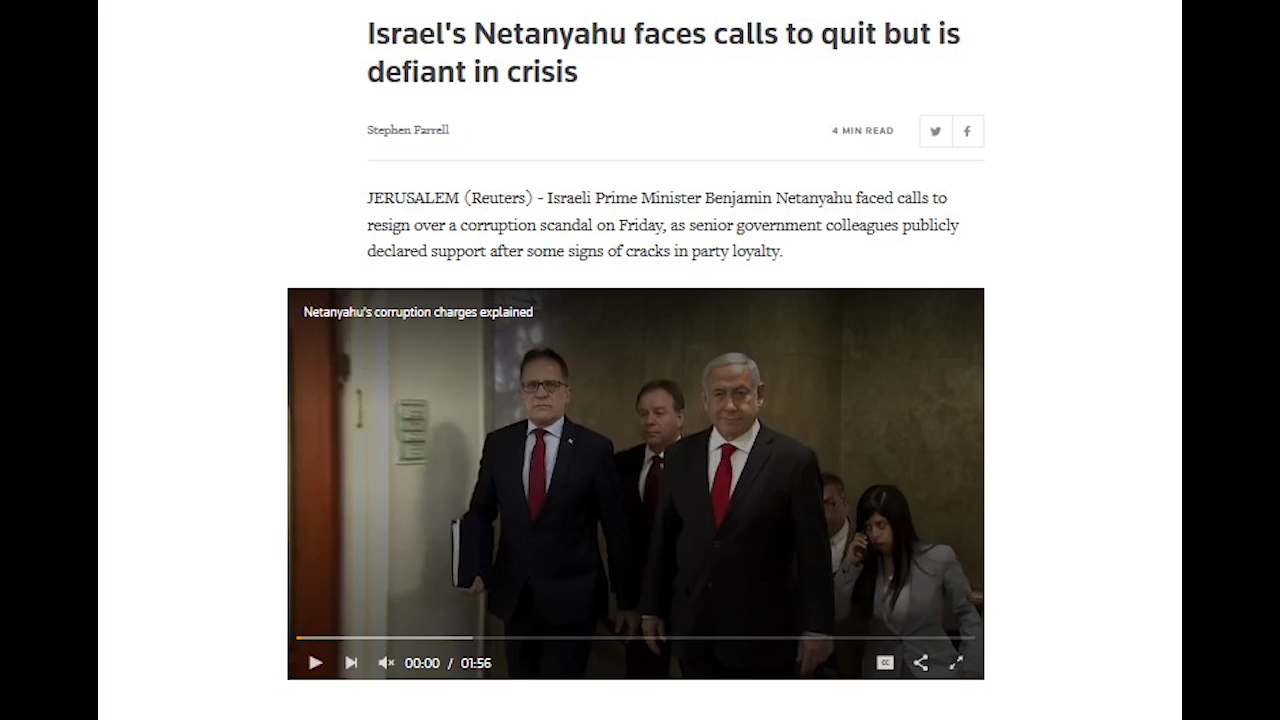 Israel's Netanyahu faces calls to quit but is
defiant in crisis
Stephen Farrell
4 MIN READ
JERUSALEM (Reuters) - Israeli Prime Minister Benjamin Netanyahu faced calls to
resign over a corruption scandal on Friday, as senior government colleagues publicly
declared support after some signs of cracks in party loyalty.
Netanyahu's corruption charges explained
00:00 / 01:56
CC